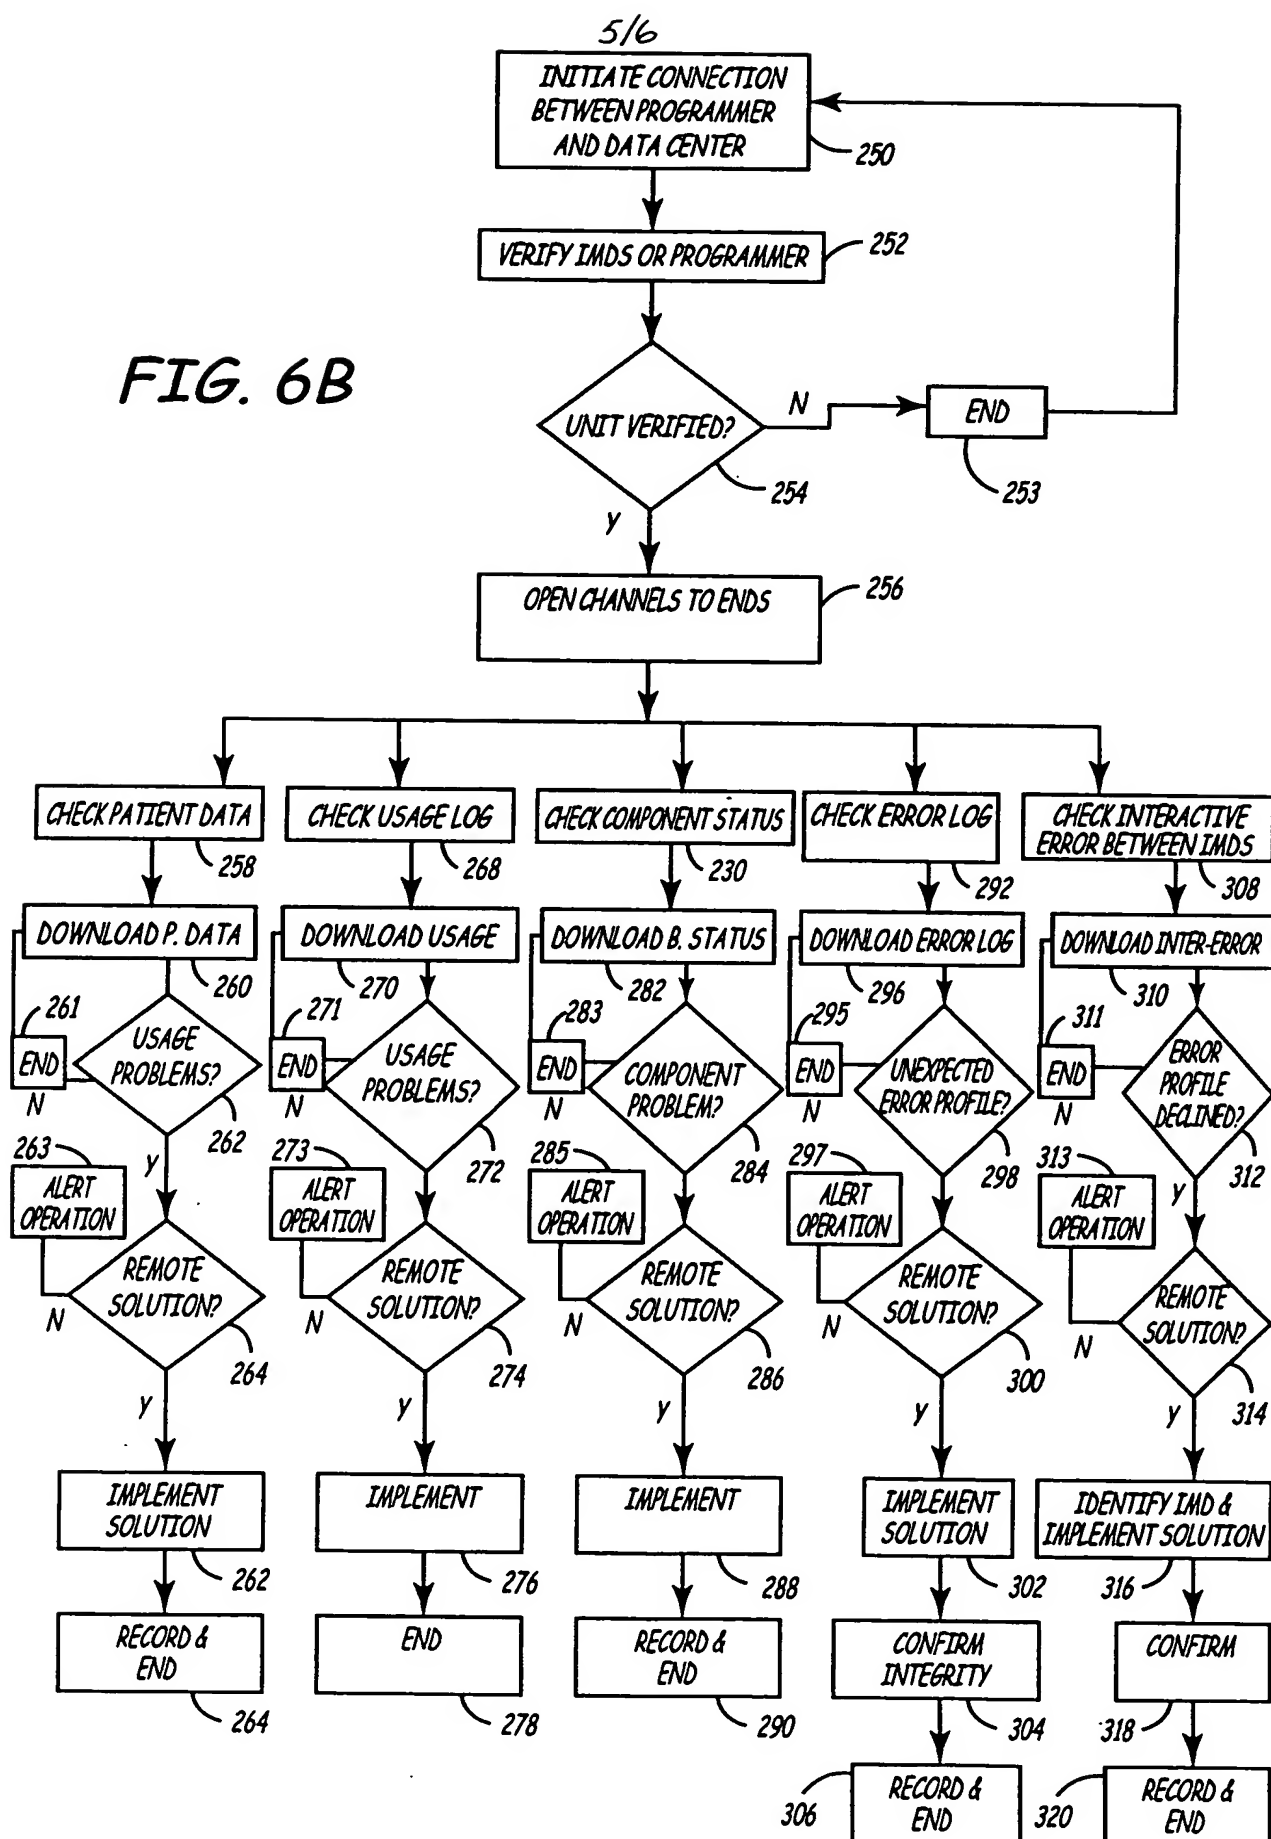 5/6
INITIATE CONNECTION
BETWEEN PROGRAMMER
AND DATA CENTER
250
VERIFY IMDS OR PROGRAMMER
252
FIG. 6B
UNIT VERIFIED?
N
END
254
253
Y
OPEN CHANNELS TO ENDS
256
CHECK PATIENT DATA
258
DOWNLOAD P. DATA
260
261
END
N
USAGE
PROBLEMS?
262
Y
263
ALERT
OPERATION
N
REMOTE
SOLUTION?
264
Y
IMPLEMENT
SOLUTION
262
RECORD &
END
264
CHECK USAGE LOG
268
DOWNLOAD USAGE
270
271
END
N
USAGE
PROBLEMS?
272
273
ALERT
OPERATION
N
REMOTE
SOLUTION?
274
Y
IMPLEMENT
276
END
278
CHECK COMPONENT STATUS
230
DOWNLOAD B. STATUS
282
283
END
N
COMPONENT
PROBLEM?
284
285
ALERT
OPERATION
N
REMOTE
SOLUTION?
286
Y
IMPLEMENT
288
RECORD &
END
290
CHECK ERROR LOG
292
DOWNLOAD ERROR LOG
296
295
END
N
UNEXPECTED
ERROR PROFILE?
298
297
ALERT
OPERATION
N
REMOTE
SOLUTION?
300
Y
IMPLEMENT
SOLUTION
302
CONFIRM
INTEGRITY
304
306
RECORD &
END
CHECK INTERACTIVE
ERROR BETWEEN IMDS
308
DOWNLOAD INTER-ERROR
310
311
END
N
ERROR
PROFILE
DECLINED?
312
Y
313
ALERT
OPERATION
N
REMOTE
SOLUTION?
314
Y
IDENTIFY IMD &
IMPLEMENT SOLUTION
316
CONFIRM
318
320
RECORD &
END